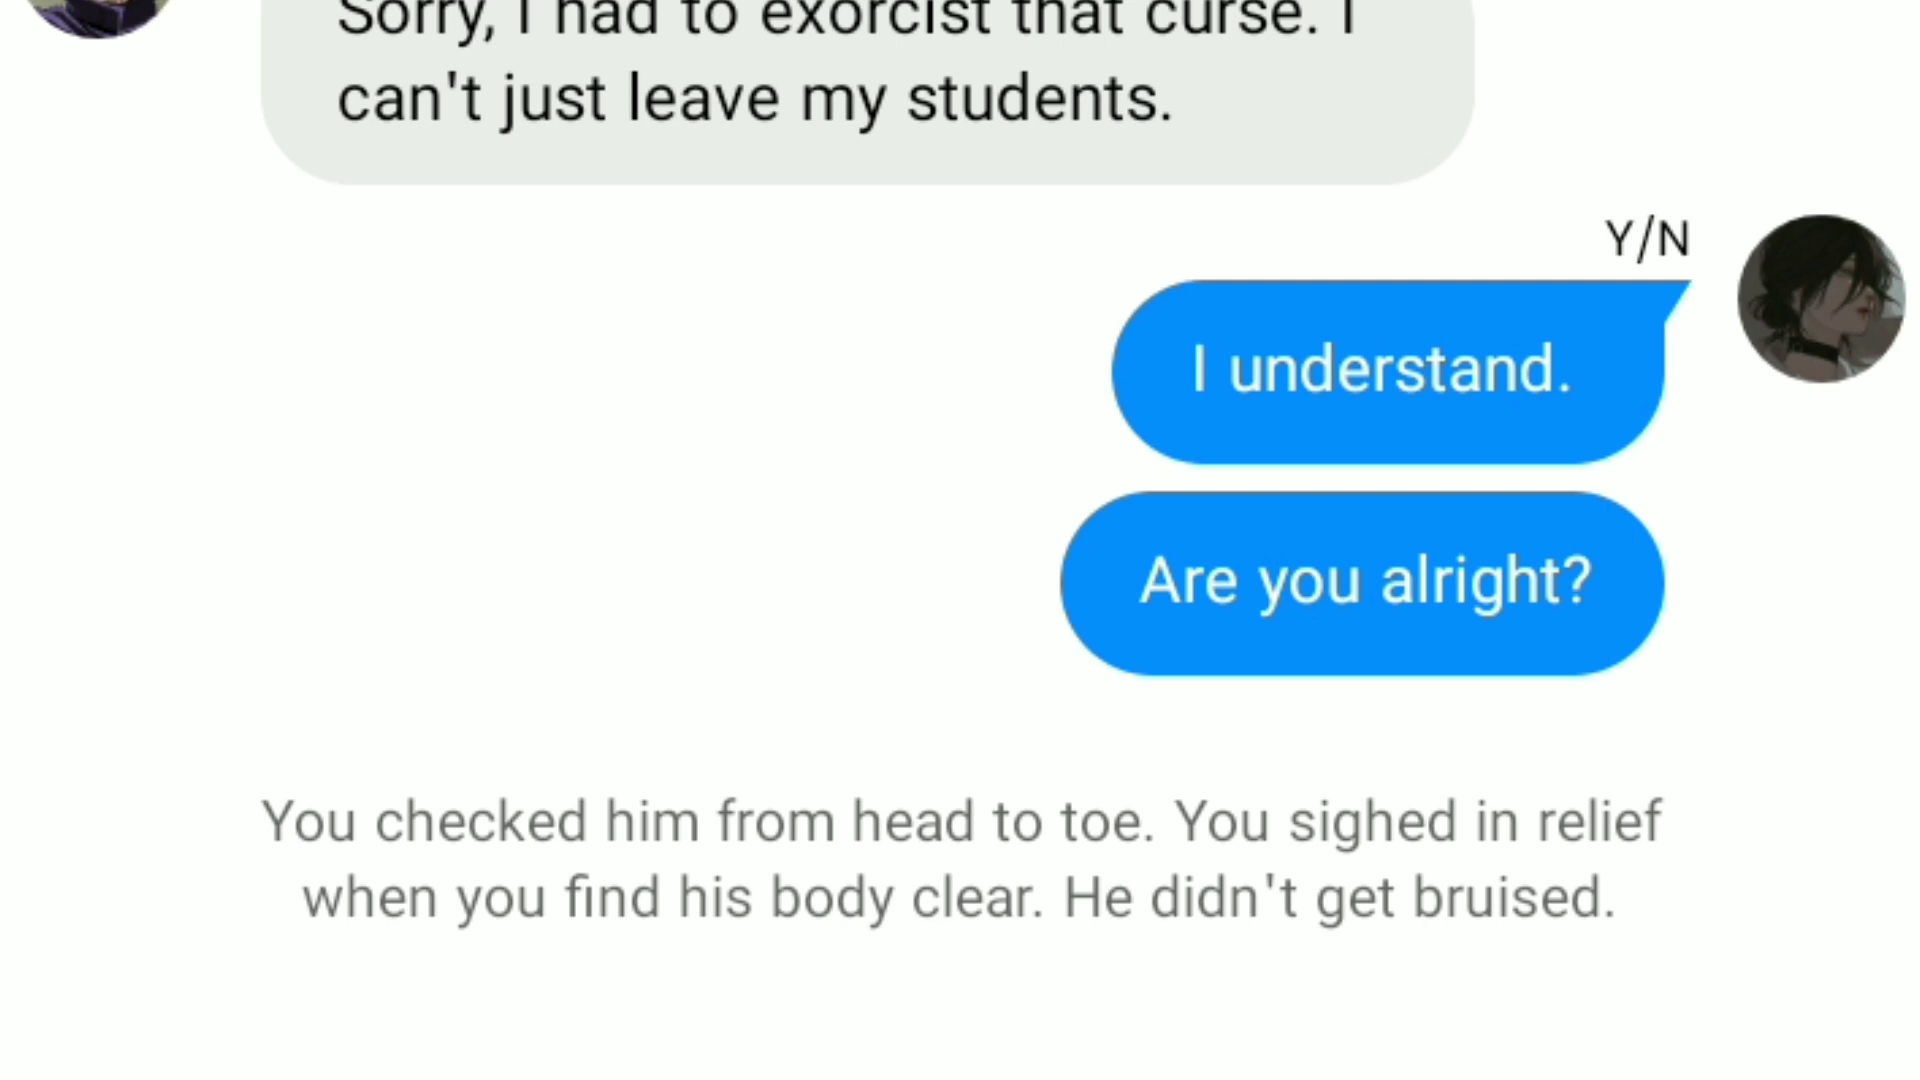 Sorry, I had to exorcist that curse. I
can't just leave my students.
Y/N
I understand.
Are you alright?
You checked him from head to toe. You sighed in relief
when you find his body clear. He didn't get bruised.